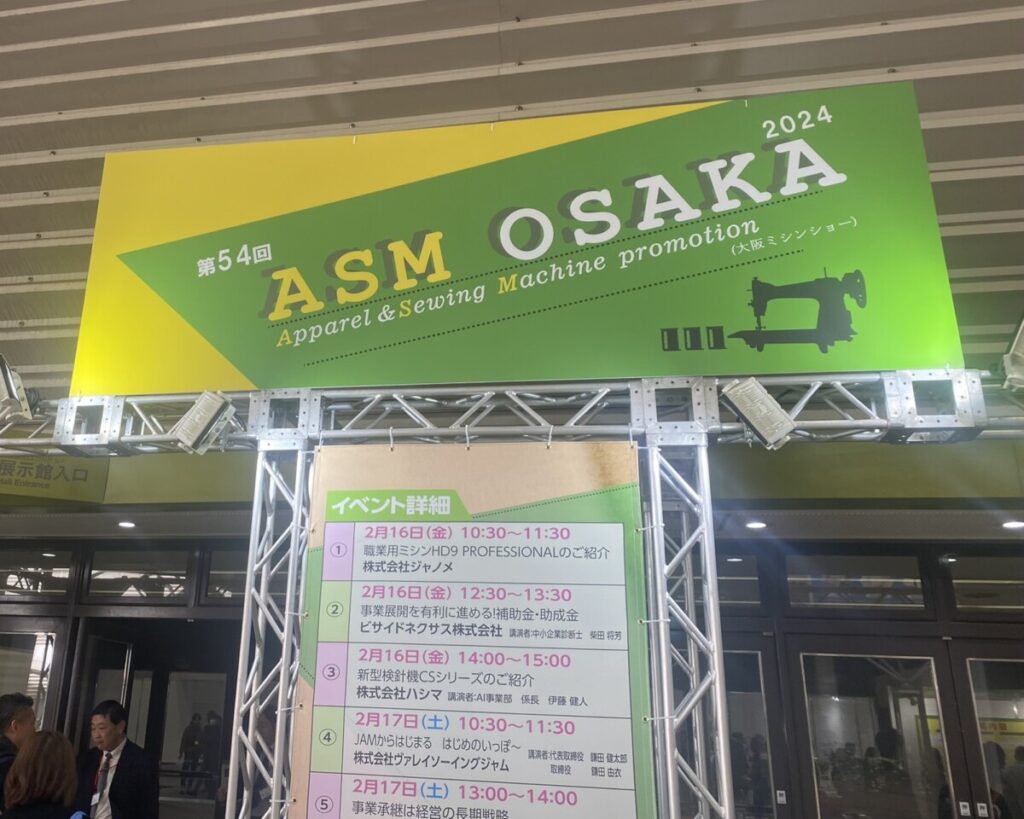 2024
第54回
ASM OSAKA
Apparel & Sewing Machine promotion
(大阪ミシンショー)
展示館入口
Hall Entrance
イベント詳細
① 2月16日(金) 10:30〜11:30
職業用ミシンHD9 PROFESSIONALのご紹介
株式会社ジャノメ
② 2月16日(金) 12:30〜13:30
事業展開を有利に進める!補助金・助成金
ビサイドネクサス株式会社 講演者:中小企業診断士 柴田 将芳
③ 2月16日(金) 14:00〜15:00
新型検針機CSシリーズのご紹介
株式会社ハシマ 講演者:AI事業部 係長 伊藤 健人
④ 2月17日(土) 10:30〜11:30
JAMからはじまる はじめのいっぽ〜
株式会社ヴァレイソーイングジャム 講演者:代表取締役 鎌田 健太郎
取締役 鎌田 由衣
⑤ 2月17日(土) 13:00〜14:00
事業承継は経営の長期戦略